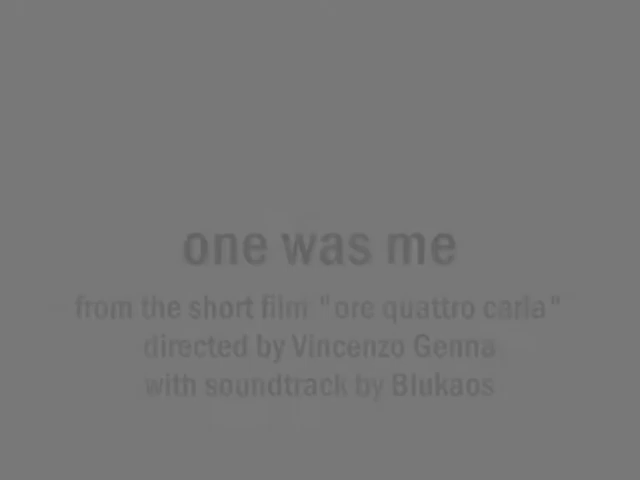 one was me
from the short film "ore quattro carla"
directed by Vincenzo Genna
with soundtrack by Blukaos